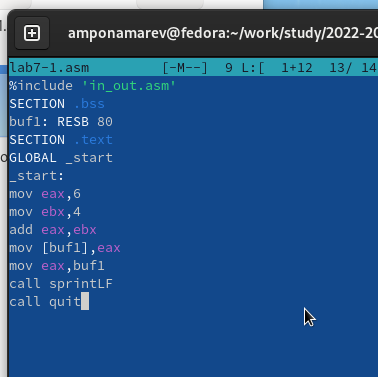 amponamarev@fedora:~/work/study/2022-20
lab7-1.asm [-M--] 9 L:[ 1+12 13/ 14
%include 'in_out.asm'
SECTION .bss
buf1: RESB 80
SECTION .text
GLOBAL _start
_start:
mov eax,6
mov ebx,4
add eax,ebx
mov [buf1],eax
mov eax,buf1
call sprintLF
call quit